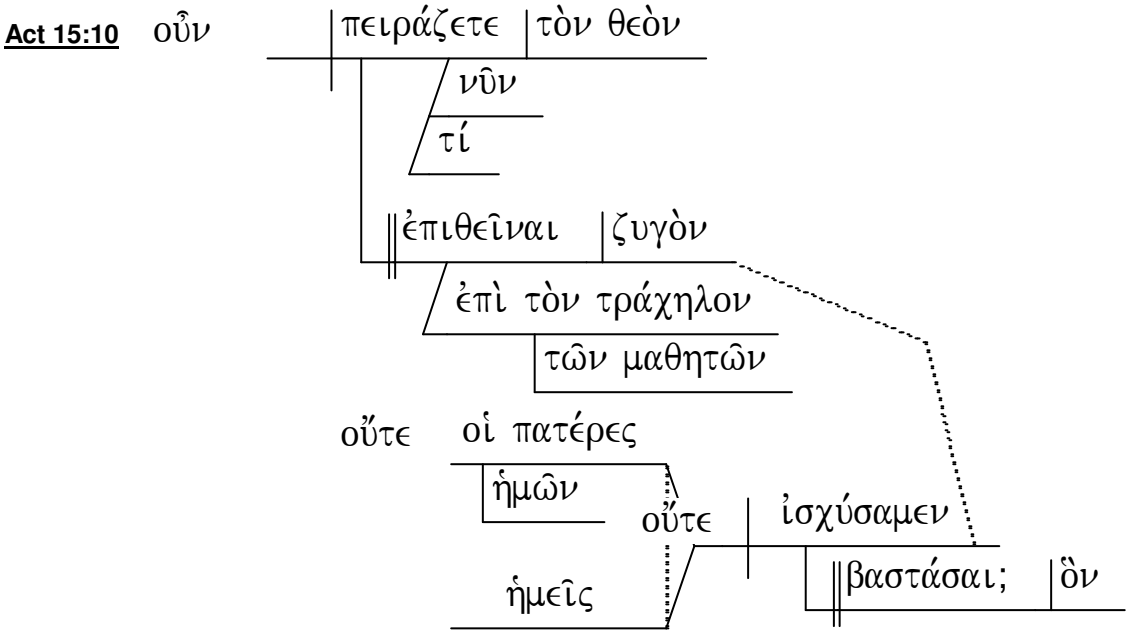 Act 15:10 οὖν πειράζετε τὸν θεὸν
νῦν
τί
ἐπιθεῖναι ζυγὸν
ἐπὶ τὸν τράχηλον
τῶν μαθητῶν
οὔτε οἱ πατέρες
ἡμῶν
οὔτε ἰσχύσαμεν
ἡμεῖς βαστάσαι; ὃν